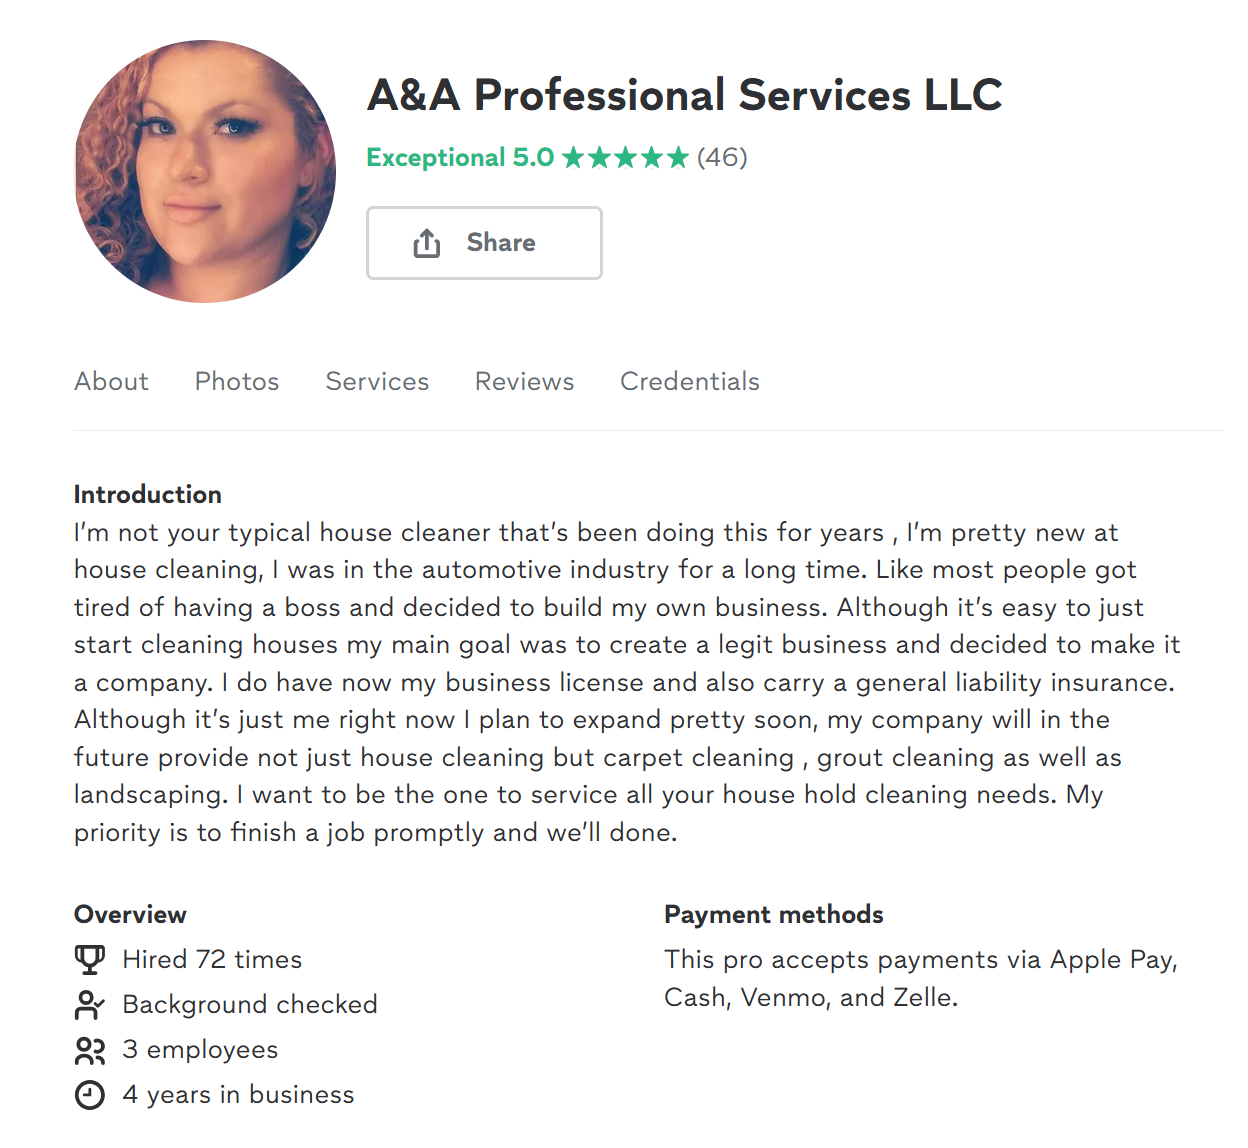 A&A Professional Services LLC
Exceptional 5.0 ★★★★★ (46)
Share
About Photos Services Reviews Credentials
Introduction
I’m not your typical house cleaner that’s been doing this for years , I’m pretty new at
house cleaning, I was in the automotive industry for a long time. Like most people got
tired of having a boss and decided to build my own business. Although it’s easy to just
start cleaning houses my main goal was to create a legit business and decided to make it
a company. I do have now my business license and also carry a general liability insurance.
Although it’s just me right now I plan to expand pretty soon, my company will in the
future provide not just house cleaning but carpet cleaning , grout cleaning as well as
landscaping. I want to be the one to service all your house hold cleaning needs. My
priority is to finish a job promptly and we’ll done.
Overview
Hired 72 times
Background checked
3 employees
4 years in business
Payment methods
This pro accepts payments via Apple Pay,
Cash, Venmo, and Zelle.